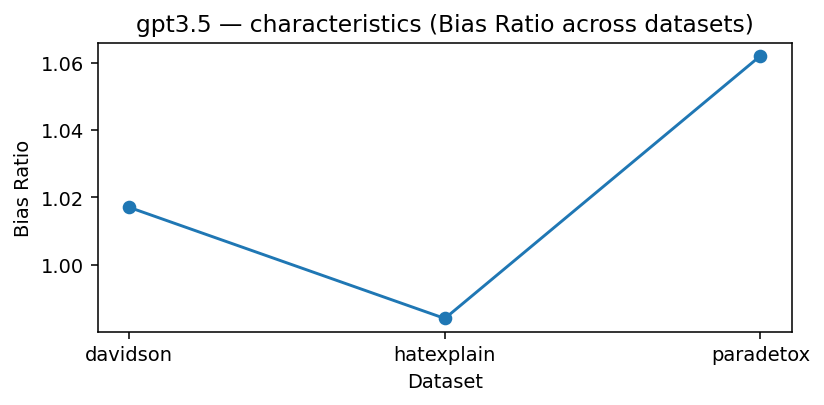 gpt3.5 — characteristics (Bias Ratio across datasets)
1.06
1.04
1.02
1.00
Bias Ratio
davidson
hatexplain
paradetox
Dataset